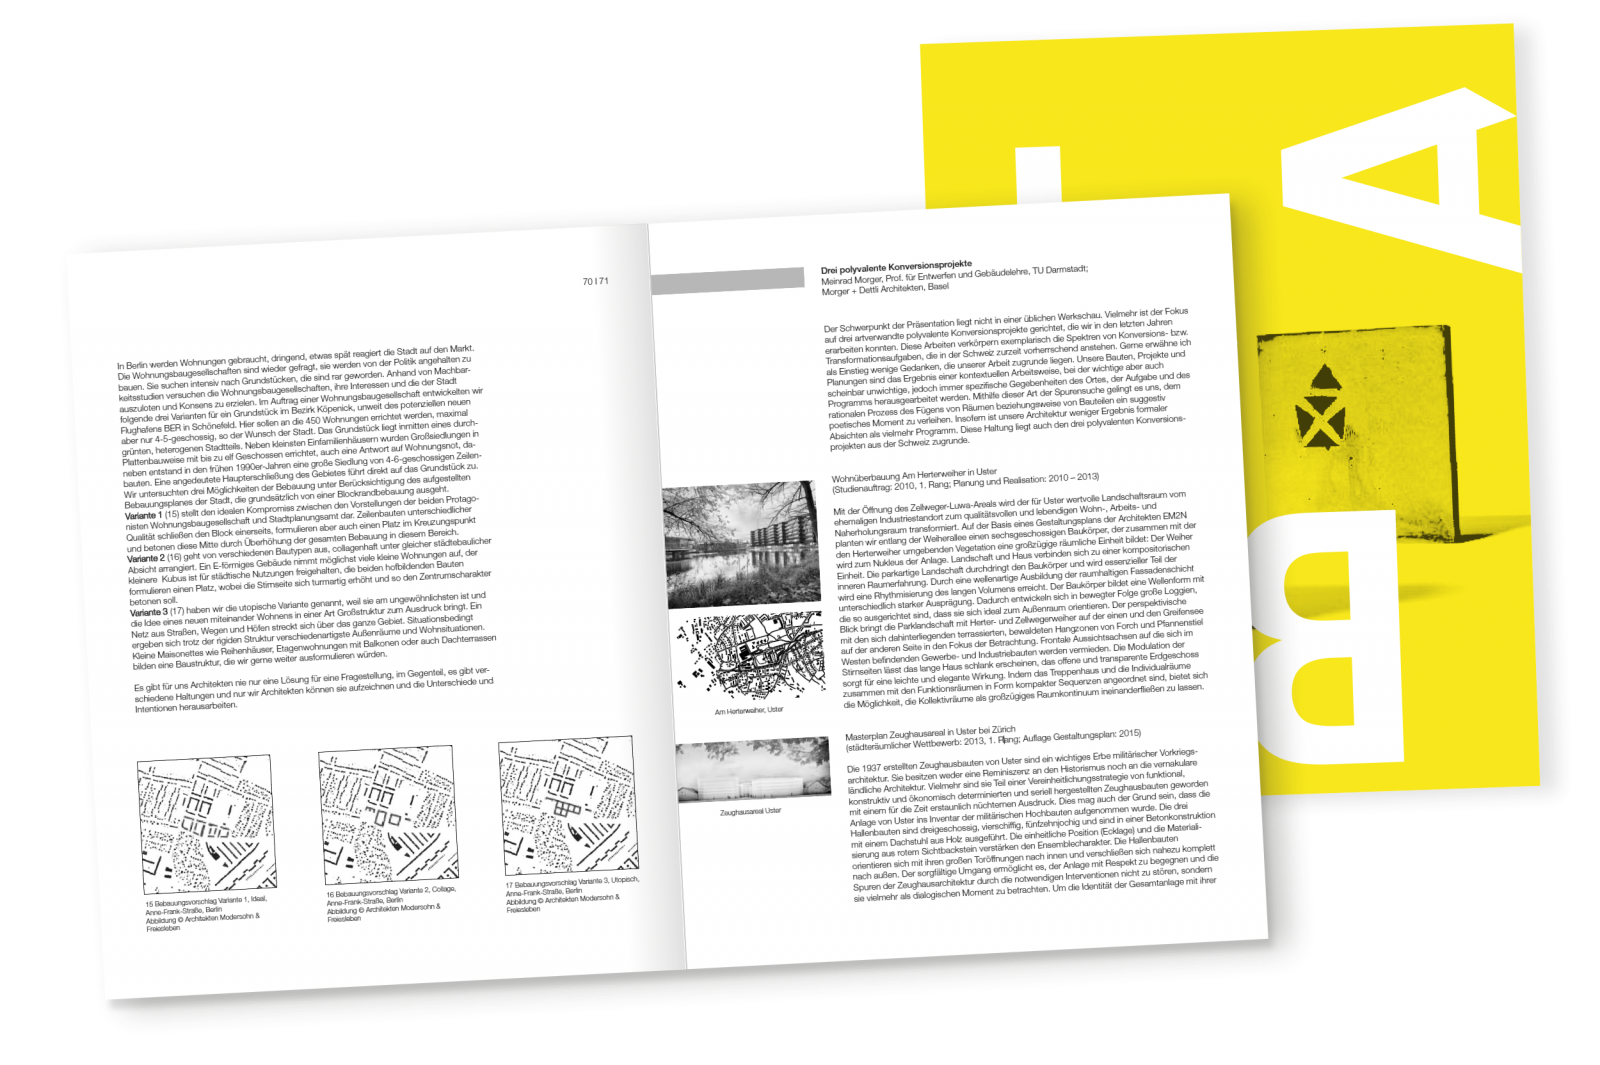 70 I 71
In Berlin werden Wohnungen gebraucht, dringend, etwas spät reagiert die Stadt auf den Markt.
Die Wohnungsbaugesellschaften sind wieder gefragt, sie werden von der Politik angehalten zu
bauen. Sie suchen intensiv nach Grundstücken, die sind rar geworden. Anhand von Machbar-
keitsstudien versuchen die Wohnungsbaugesellschaften, ihre Interessen und die der Stadt
auszuloten und Konsens zu erzielen. Im Auftrag einer Wohnungsbaugesellschaft entwickelten wir
folgende drei Varianten für ein Grundstück im Bezirk Köpenick, unweit des potenziellen neuen
Flughafens BER in Schönefeld. Hier sollen an die 450 Wohnungen errichtet werden, maximal
aber nur 4-5-geschossig, so der Wunsch der Stadt. Das Grundstück liegt inmitten eines durch-
grünten, heterogenen Stadtteils. Neben kleinsten Einfamilienhäusern wurden Großsiedlungen in
Plattenbauweise mit bis zu elf Geschossen errichtet, auch eine Antwort auf Wohnungsnot, da-
neben entstand in den frühen 1990er-Jahren eine große Siedlung von 4-6-geschossigen Zeilen-
bauten. Eine angedeutete Haupterschließung des Gebietes führt direkt auf das Grundstück zu.
Wir untersuchten drei Möglichkeiten der Bebauung unter Berücksichtigung des aufgestellten
Bebauungsplanes der Stadt, die grundsätzlich von einer Blockrandbebauung ausgeht.
Variante 1 (15) stellt den idealen Kompromiss zwischen den Vorstellungen der beiden Protago-
nisten Wohnungsbaugesellschaft und Stadtplanungsamt dar. Zeilenbauten unterschiedlicher
Qualität schließen den Block einerseits, formulieren aber auch einen Platz im Kreuzungspunkt
und betonen diese Mitte durch Überhöhung der gesamten Bebauung in diesem Bereich.
Variante 2 (16) geht von verschiedenen Bautypen aus, collagenhaft unter gleicher städtebaulicher
Absicht arrangiert. Ein E-förmiges Gebäude nimmt möglichst viele kleine Wohnungen auf, der
kleinere Kubus ist für städtische Nutzungen freigehalten, die beiden hofbildenden Bauten
formulieren einen Platz, wobei die Stirnseite sich turmartig erhöht und so den Zentrumscharakter
betonen soll.
Variante 3 (17) haben wir die utopische Variante genannt, weil sie am ungewöhnlichsten ist und
die Idee eines neuen miteinander Wohnens in einer Art Großstruktur zum Ausdruck bringt. Ein
Netz aus Straßen, Wegen und Höfen streckt sich über das ganze Gebiet. Situationsbedingt
ergeben sich trotz der rigiden Struktur verschiedenartigste Außenräume und Wohnsituationen.
Kleine Maisonettes wie Reihenhäuser, Etagenwohnungen mit Balkonen oder auch Dachterrassen
bilden eine Baustruktur, die wir gerne weiter ausformulieren würden.
Es gibt für uns Architekten nie nur eine Lösung für eine Fragestellung, im Gegenteil, es gibt ver-
schiedene Haltungen und nur wir Architekten können sie aufzeichnen und die Unterschiede und
Intentionen herausarbeiten.
15 Bebauungsvorschlag Variante 1, Ideal,
Anne-Frank-Straße, Berlin
Abbildung © Architekten Modersohn &
Freiesleben
16 Bebauungsvorschlag Variante 2, Collage,
Anne-Frank-Straße, Berlin
Abbildung © Architekten Modersohn &
Freiesleben
17 Bebauungsvorschlag Variante 3, Utopisch,
Anne-Frank-Straße, Berlin
Abbildung © Architekten Modersohn &
Freiesleben
Drei polyvalente Konversionsprojekte
Meinrad Morger, Prof. für Entwerfen und Gebäudelehre, TU Darmstadt;
Morger + Dettli Architekten, Basel
Der Schwerpunkt der Präsentation liegt nicht in einer üblichen Werkschau. Vielmehr ist der Fokus
auf drei artverwandte polyvalente Konversionsprojekte gerichtet, die wir in den letzten Jahren
erarbeiten konnten. Diese Arbeiten verkörpern exemplarisch die Spektren von Konversions- bzw.
Transformationsaufgaben, die in der Schweiz zurzeit vorherrschend anstehen. Gerne erwähne ich
als Einstieg wenige Gedanken, die unserer Arbeit zugrunde liegen. Unsere Bauten, Projekte und
Planungen sind das Ergebnis einer kontextuellen Arbeitsweise, bei der wichtige aber auch
scheinbar unwichtige, jedoch immer spezifische Gegebenheiten des Ortes, der Aufgabe und des
Programms herausgearbeitet werden. Mithilfe dieser Art der Spurensuche gelingt es uns, dem
rationalen Prozess des Fügens von Räumen beziehungsweise von Bauteilen ein suggestiv
poetisches Moment zu verleihen. Insofern ist unsere Architektur weniger Ergebnis formaler
Absichten als vielmehr Programm. Diese Haltung liegt auch den drei polyvalenten Konversions-
projekten aus der Schweiz zugrunde.
Wohnüberbauung Am Herterweiher in Uster
(Studienauftrag: 2010, 1. Rang; Planung und Realisation: 2010 – 2013)
Mit der Öffnung des Zellweger-Luwa-Areals wird der für Uster wertvolle Landschaftsraum vom
ehemaligen Industriestandort zum qualitätsvollen und lebendigen Wohn-, Arbeits- und
Naherholungsraum transformiert. Auf der Basis eines Gestaltungsplans der Architekten EM2N
planten wir entlang der Weiherallee einen sechsgeschossigen Baukörper, der zusammen mit der
den Herterweiher umgebenden Vegetation eine großzügige räumliche Einheit bildet: Der Weiher
wird zum Nukleus der Anlage. Landschaft und Haus verbinden sich zu einer kompositorischen
Einheit. Die parkartige Landschaft durchdringt den Baukörper und wird essenzieller Teil der
inneren Raumerfahrung. Durch eine wellenartige Ausbildung der raumhaltigen Fassadenschicht
wird eine Rhythmisierung des langen Volumens erreicht. Der Baukörper bildet eine Wellenform mit
unterschiedlich starker Ausprägung. Dadurch entwickeln sich in bewegter Folge große Loggien,
die so ausgerichtet sind, dass sie sich ideal zum Außenraum orientieren. Der perspektivische
Blick bringt die Parklandschaft mit Herter- und Zellwegerweiher auf der einen und den Greifensee
mit den sich dahinterliegenden terrassierten, bewaldeten Hangzonen von Forch und Pfannenstiel
auf der anderen Seite in den Fokus der Betrachtung. Frontale Aussichtsachsen auf die sich im
Westen befindenden Gewerbe- und Industriebauten werden vermieden. Die Modulation der
Stirnseiten lässt das lange Haus schlank erscheinen, das offene und transparente Erdgeschoss
sorgt für eine leichte und elegante Wirkung. Indem das Treppenhaus und die Individualräume
zusammen mit den Funktionsräumen in Form kompakter Sequenzen angeordnet sind, bietet sich
die Möglichkeit, die Kollektivräume als großzügiges Raumkontinuum ineinanderfließen zu lassen.
Am Herterweiher, Uster
Masterplan Zeughausareal in Uster bei Zürich
(städteräumlicher Wettbewerb: 2013, 1. Rang; Auflage Gestaltungsplan: 2015)
Die 1937 erstellten Zeughausbauten von Uster sind ein wichtiges Erbe militärischer Vorkriegs-
architektur. Sie besitzen weder eine Reminiszenz an den Historismus noch an die vernakulare
ländliche Architektur. Vielmehr sind sie Teil einer Vereinheitlichungsstrategie von funktional,
konstruktiv und ökonomisch determinierten und seriell hergestellten Zeughausbauten geworden
mit einem für die Zeit erstaunlich nüchternen Ausdruck. Dies mag auch der Grund sein, dass die
Anlage von Uster ins Inventar der militärischen Hochbauten aufgenommen wurde. Die drei
Hallenbauten sind dreigeschossig, vierschiffig, fünfzehnjochig und sind in einer Betonkonstruktion
mit einem Dachstuhl aus Holz ausgeführt. Die einheitliche Position (Ecklage) und die Materiali-
sierung aus rotem Sichtbackstein verstärken den Ensemblecharakter. Die Hallenbauten
orientieren sich mit ihren großen Toröffnungen nach innen und verschließen sich nahezu komplett
nach außen. Der sorgfältige Umgang ermöglicht es, der Anlage mit Respekt zu begegnen und die
Spuren der Zeughausarchitektur durch die notwendigen Interventionen nicht zu stören, sondern
sie vielmehr als dialogischen Moment zu betrachten. Um die Identität der Gesamtanlage mit ihrer
Zeughausareal Uster
A
B